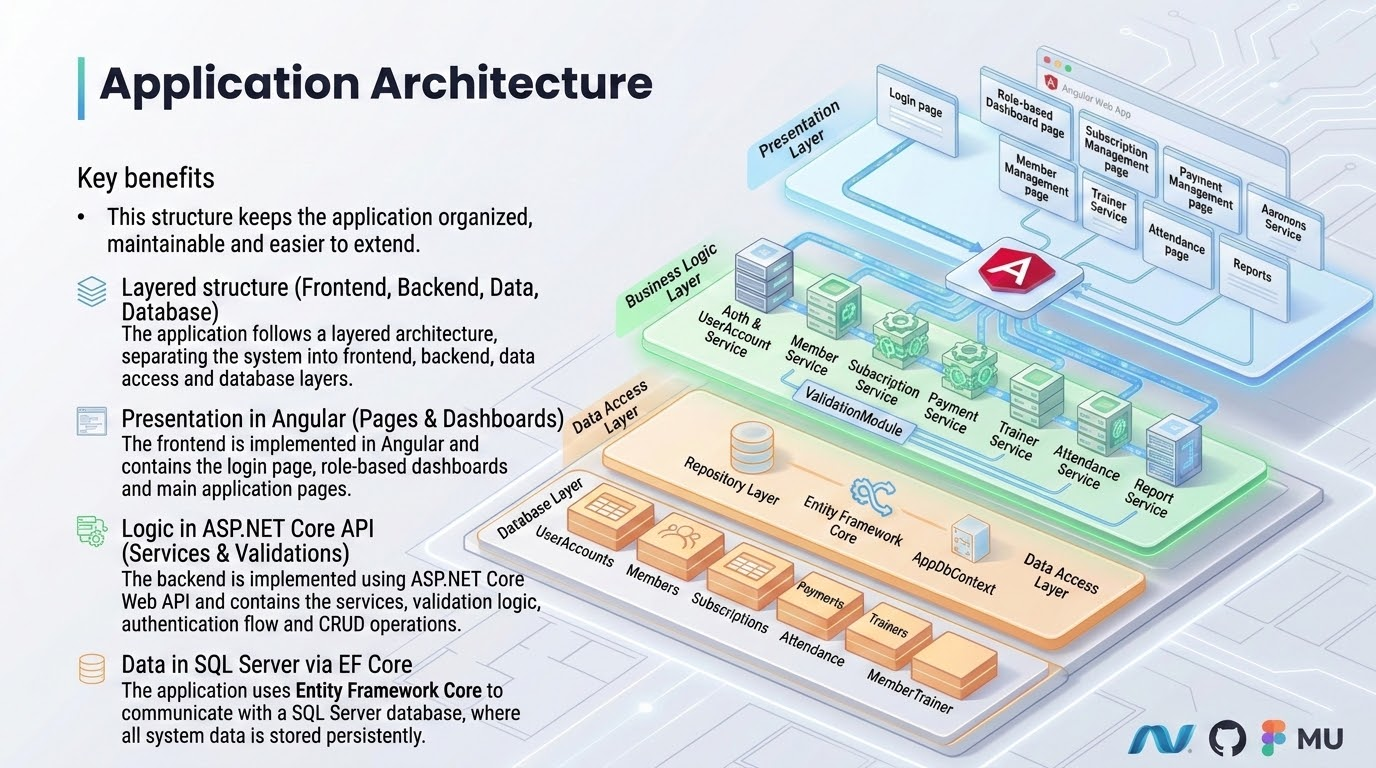 Application Architecture
Key benefits
• This structure keeps the application organized,
maintainable and easier to extend.
Layered structure (Frontend, Backend, Data,
Database)
The application follows a layered architecture,
separating the system into frontend, backend, data
access and database layers.
Presentation in Angular (Pages & Dashboards)
The frontend is implemented in Angular and
contains the login page, role-based dashboards
and main application pages.
Logic in ASP.NET Core API
(Services & Validations)
The backend is implemented using ASP.NET Core
Web API and contains the services, validation logic,
authentication flow and CRUD operations.
Data in SQL Server via EF Core
The application uses Entity Framework Core to
communicate with a SQL Server database, where
all system data is stored persistently.
Presentation
Layer
Login page
Angular Web App
Role-based
Dashboard page
Subscription
Management
page
Payment
Management
page
Aaronons
Service
Member
Management
page
Trainer
Service
Attendance
page
Reports
A
Business Logic
Layer
Auth &
UserAccount
Service
Member
Service
Subacription
Service
Payment
Service
Trainer
Service
Attendance
Service
Report
Service
ValidationModule
Data Access
Layer
Repository Layer
Entity Framework
Core
AppDbContext
Data Access
Layer
Database Layer
UserAccounts
Members
Subscriptions
Payments
Attendance
Trainers
MemberTrainer
MU